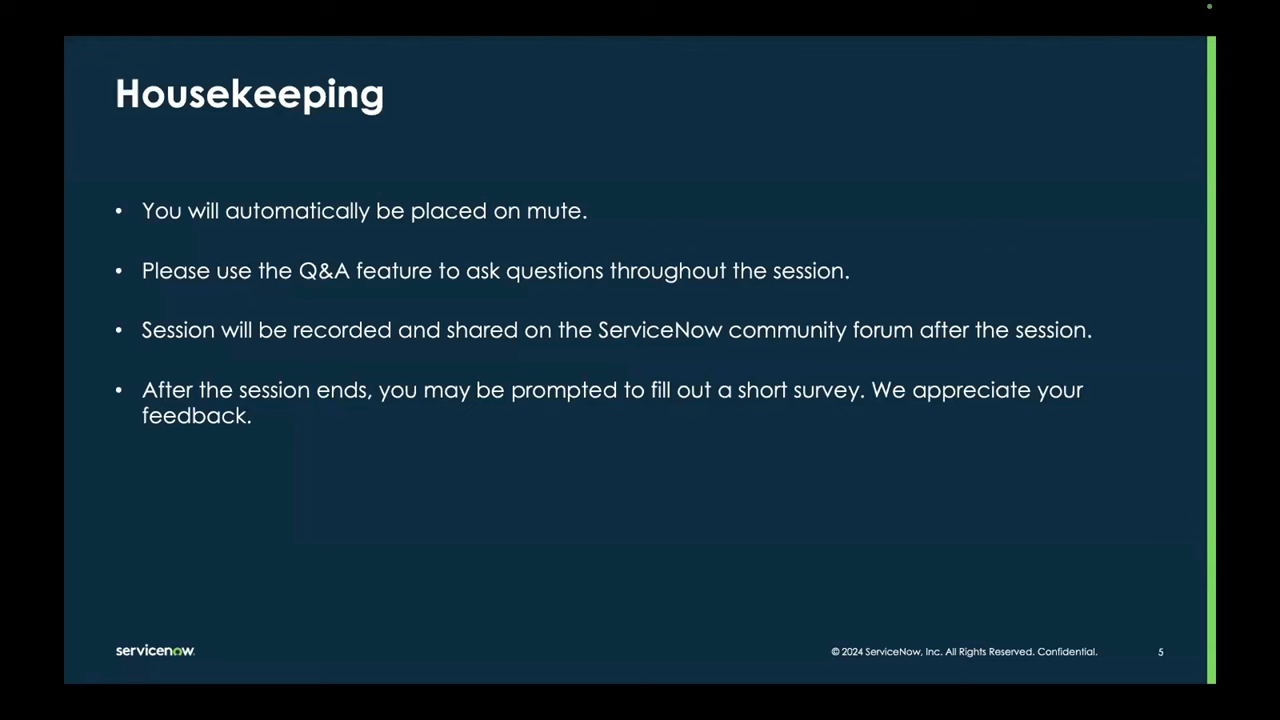 Housekeeping
• You will automatically be placed on mute.
• Please use the Q&A feature to ask questions throughout the session.
• Session will be recorded and shared on the ServiceNow community forum after the session.
• After the session ends, you may be prompted to fill out a short survey. We appreciate your
feedback.
servicenow
© 2024 ServiceNow, Inc. All Rights Reserved. Confidential.
5